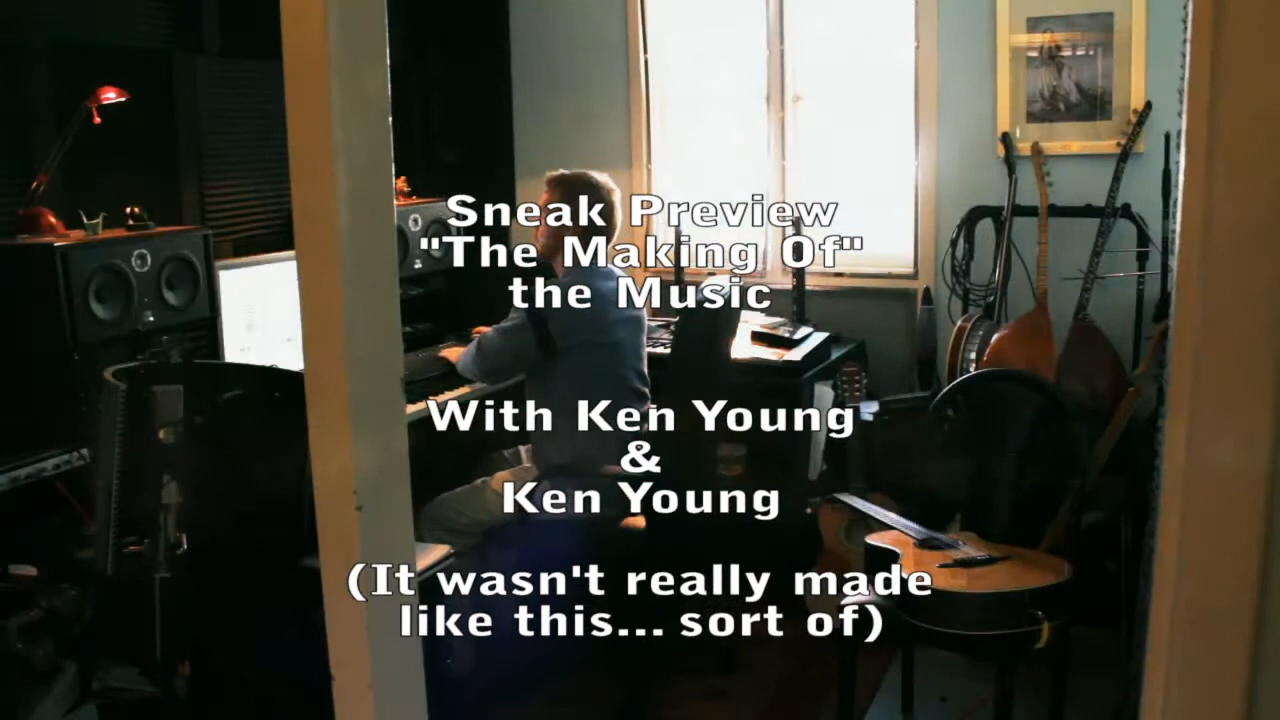 Sneak Preview
"The Making Of"
the Music
With Ken Young
&
Ken Young
(It wasn't really made
like this... sort of)